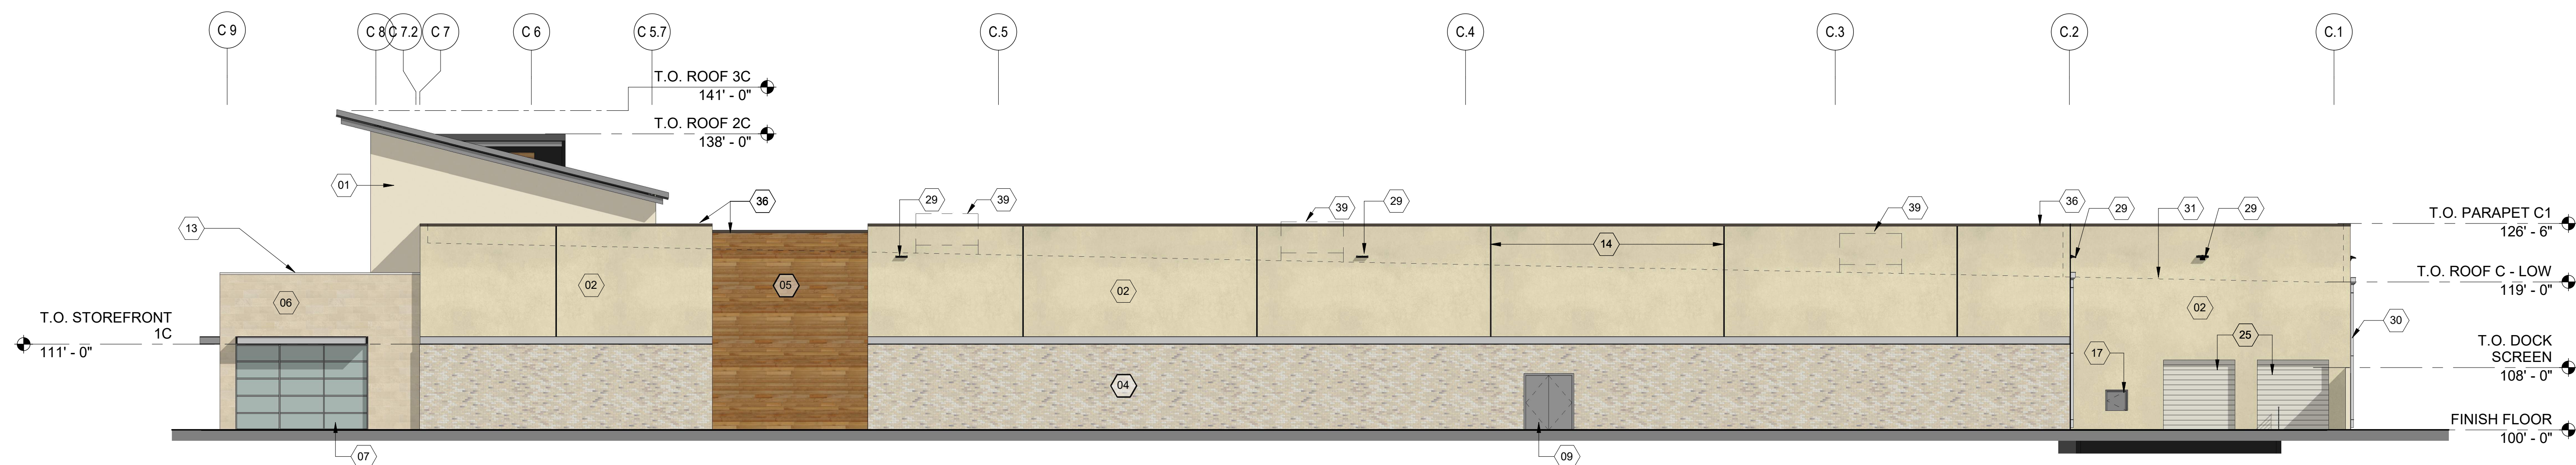 C 9
C 8
C 7.2
C 7
C 6
C 5.7
C.5
C.4
C.3
C.2
C.1
T.O. ROOF 3C
141' - 0"
T.O. ROOF 2C
138' - 0"
01
36
29
39
39
29
39
36
29
31
29
T.O. PARAPET C1
126' - 6"
13
14
02
05
02
T.O. ROOF C - LOW
119' - 0"
06
02
T.O. STOREFRONT
1C
111' - 0"
30
25
17
T.O. DOCK
SCREEN
108' - 0"
04
FINISH FLOOR
100' - 0"
07
09